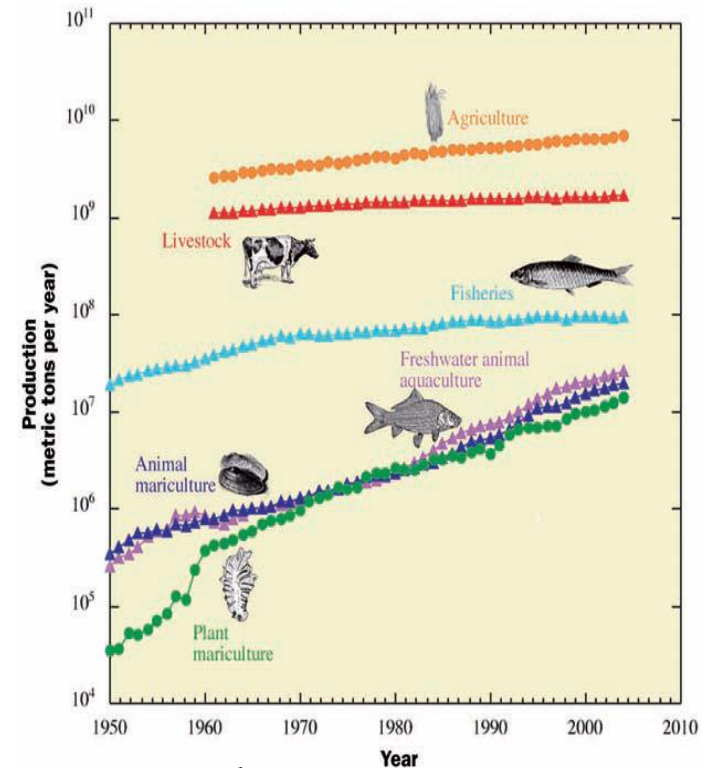 10¹¹
10¹⁰
Agriculture
10⁹
Livestock
10⁸
Fisheries
Freshwater animal
aquaculture
10⁷
Animal
mariculture
10⁶
10⁵
Plant
mariculture
10⁴
1950 1960 1970 1980 1990 2000 2010
Year
Production
(metric tons per year)